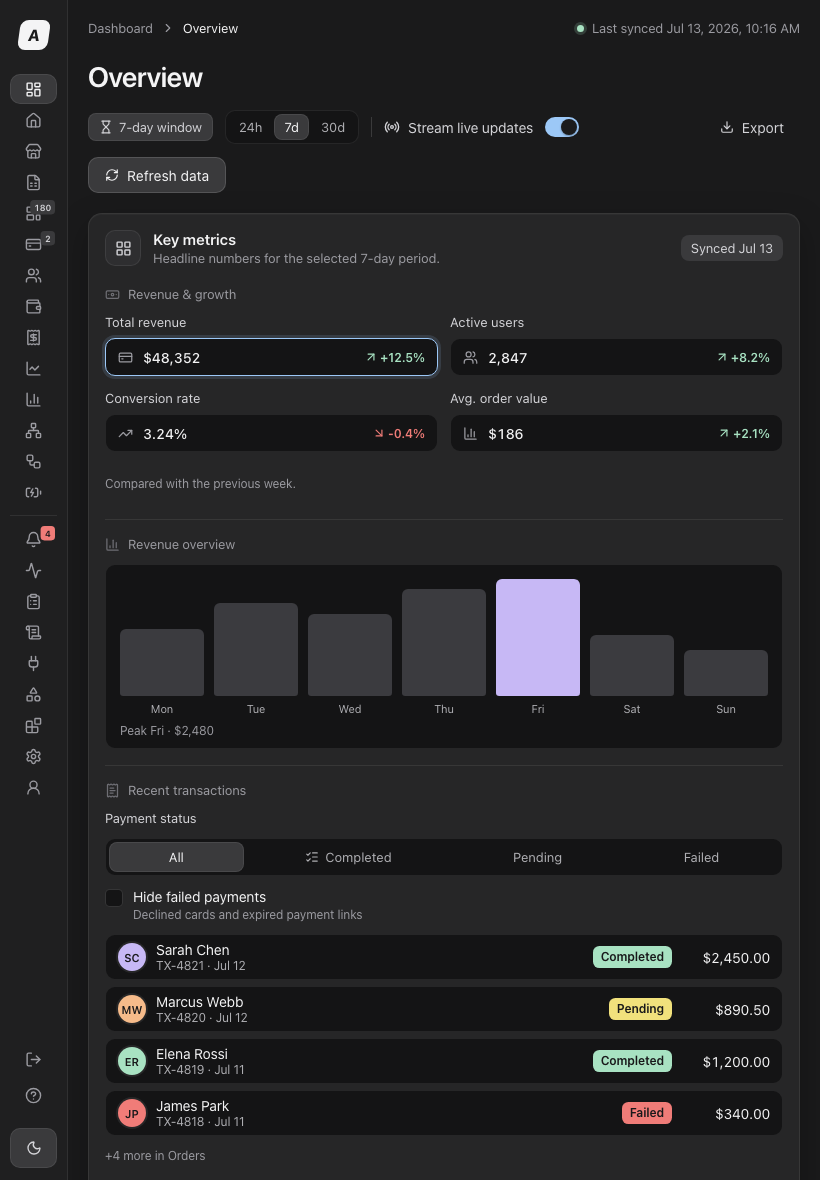 A
Dashboard
Overview
Last synced Jul 13, 2026, 10:16 AM
Overview
7-day window
24h
7d
30d
Stream live updates
Export
Refresh data
180
2
4
Key metrics
Headline numbers for the selected 7-day period.
Synced Jul 13
Revenue & growth
Total revenue
Active users
$48,352
+12.5%
2,847
+8.2%
Conversion rate
Avg. order value
3.24%
-0.4%
$186
+2.1%
Compared with the previous week.
Revenue overview
Mon
Tue
Wed
Thu
Fri
Sat
Sun
Peak Fri · $2,480
Recent transactions
Payment status
All
Completed
Pending
Failed
Hide failed payments
Declined cards and expired payment links
SC
Sarah Chen
TX-4821 · Jul 12
Completed
$2,450.00
MW
Marcus Webb
TX-4820 · Jul 12
Pending
$890.50
ER
Elena Rossi
TX-4819 · Jul 11
Completed
$1,200.00
JP
James Park
TX-4818 · Jul 11
Failed
$340.00
+4 more in Orders